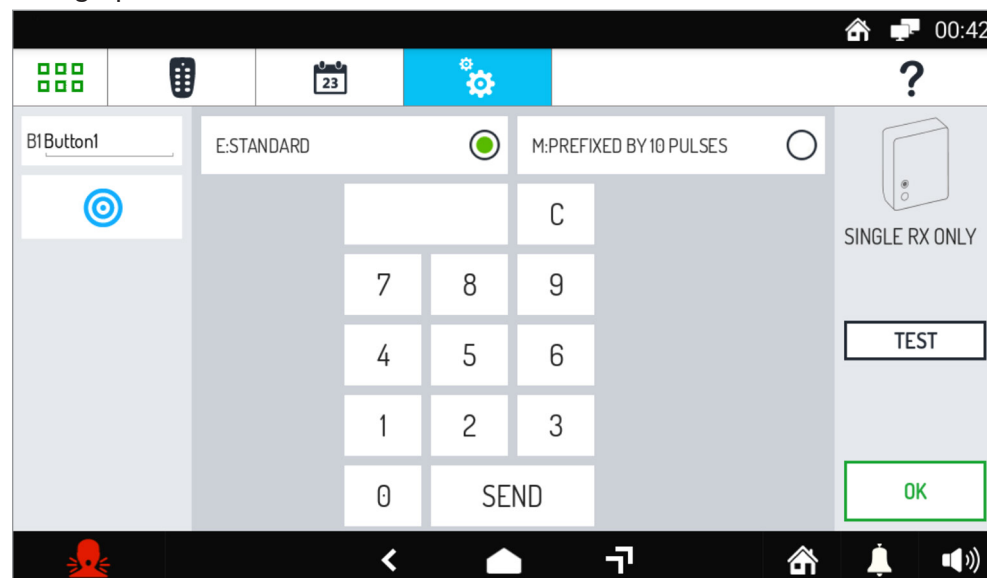 00:42
23
?
B1 Button1
E:STANDARD
M:PREFIXED BY 10 PULSES
C
SINGLE RX ONLY
7 8 9
TEST
4 5 6
1 2 3
0 SEND
OK